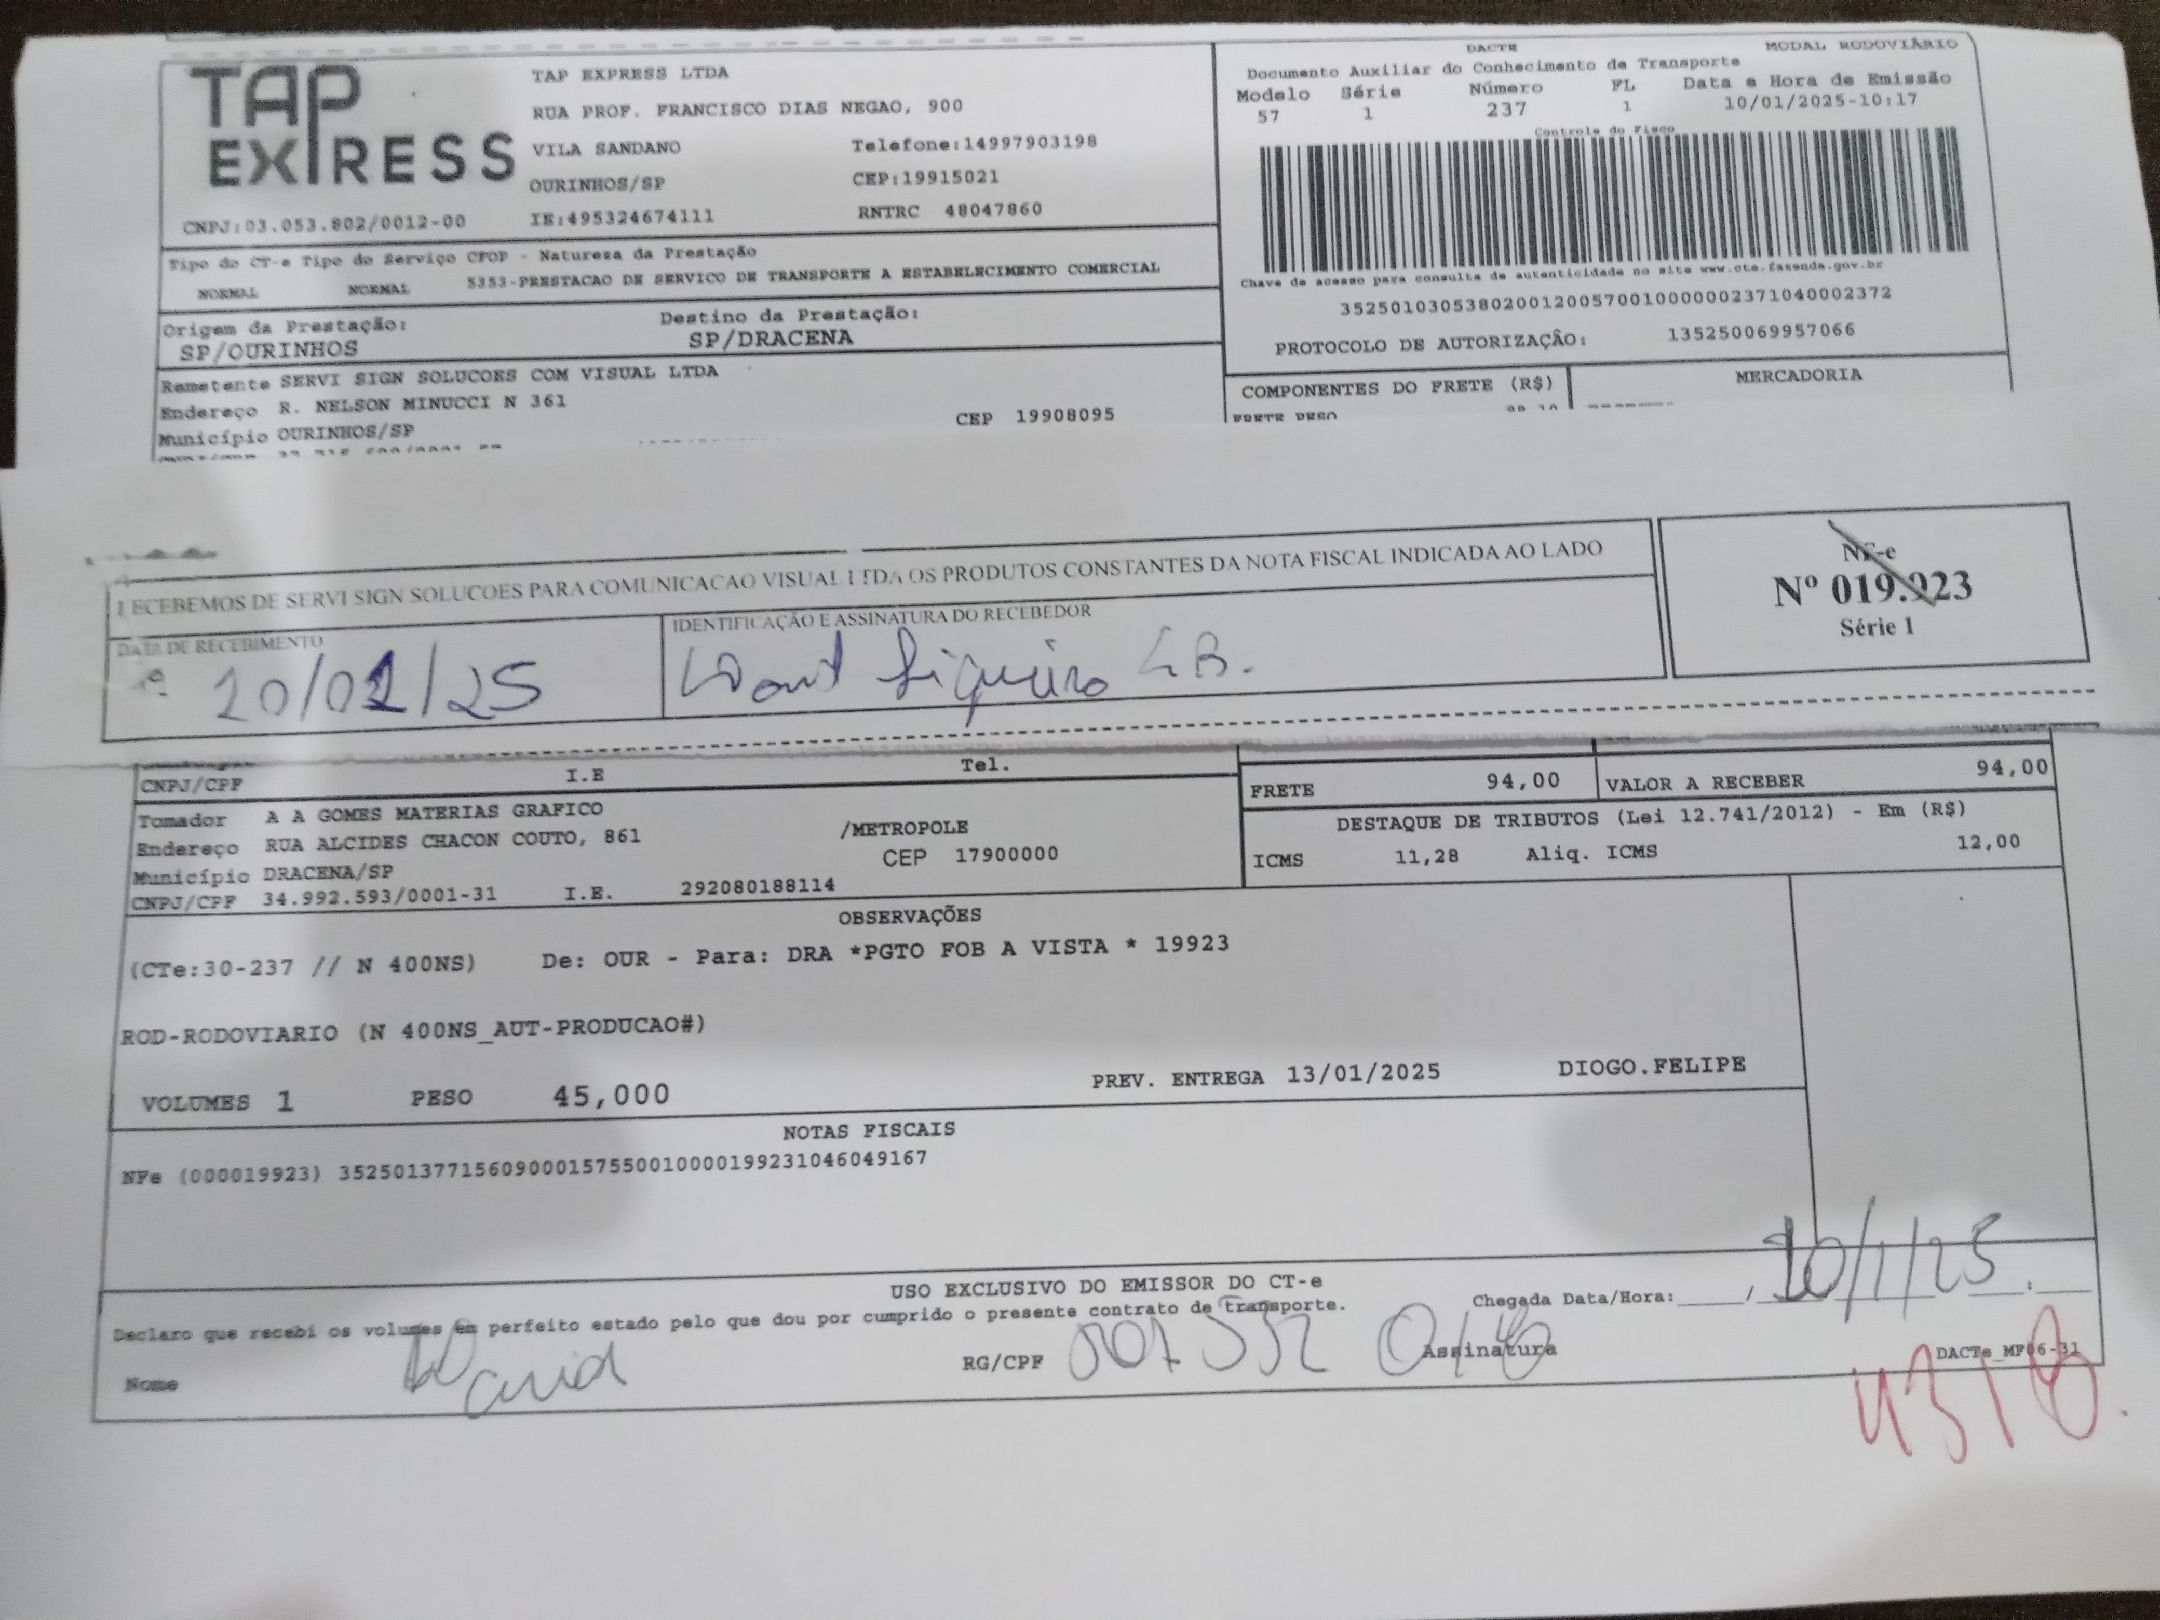 TAP EXPRESS
TAP EXPRESS LTDA
RUA PROF. FRANCISCO DIAS NEGAO, 900
VILA SANDANO Telefone:14997903198
OURINHOS/SP CEP:19915021
CNPJ:03.053.802/0012-00 IE:495324674111 RNTRC 48047860
DACTE MODAL RODOVIÁRIO
Documento Auxiliar do Conhecimento de Transporte
Modelo Série Número FL Data e Hora de Emissão
57 1 237 1 10/01/2025-10:17
Controle do Fisco
Chave de acesso para consulta de autenticidade no site www.cte.fazenda.gov.br
35250103053802001200570010000002371040002372
PROTOCOLO DE AUTORIZAÇÂO: 135250069957066
Tipo do CT-e Tipo do Serviço CFOP - Natureza da Prestação
NORMAL NORMAL 5353-PRESTACAO DE SERVICO DE TRANSPORTE A ESTABELECIMENTO COMERCIAL
Origem da Prestação: Destino da Prestação:
SP/OURINHOS SP/DRACENA
Remetente SERVI SIGN SOLUCOES COM VISUAL LTDA
Endereço R. NELSON MINUCCI N 361
Município OURINHOS/SP CEP 19908095
COMPONENTES DO FRETE (R$) MERCADORIA
FRETE PESO
ECEBEMOS DE SERVI SIGN SOLUCOES PARA COMUNICACAO VISUAL LTDA OS PRODUTOS CONSTANTES DA NOTA FISCAL INDICADA AO LADO
DATA DE RECEBIMENTO IDENTIFICAÇÃO E ASSINATURA DO RECEBEDOR
20/01/25 Siqueira G B.
NF-e
Nº 019.923
Série 1
CNPJ/CPF I.E Tel.
FRETE 94,00 VALOR A RECEBER 94,00
Tomador A A GOMES MATERIAS GRAFICO
Endereço RUA ALCIDES CHACON COUTO, 861 /METROPOLE
Município DRACENA/SP CEP 17900000
CNPJ/CPF 34.992.593/0001-31 I.E. 292080188114
DESTAQUE DE TRIBUTOS (Lei 12.741/2012) - Em (R$)
ICMS 11,28 Aliq. ICMS 12,00
OBSERVAÇÕES
(CTe:30-237 // N 400NS) De: OUR - Para: DRA *PGTO FOB A VISTA * 19923
ROD-RODOVIARIO (N 400NS_AUT-PRODUCAO#)
VOLUMES 1 PESO 45,000 PREV. ENTREGA 13/01/2025 DIOGO.FELIPE
NOTAS FISCAIS
NFe (000019923) 35250137715609000157550010000199231046049167
USO EXCLUSIVO DO EMISSOR DO CT-e
Declaro que recebi os volumes em perfeito estado pelo que dou por cumprido o presente contrato de transporte.
Chegada Data/Hora: 20/1/25
Nome David RG/CPF Assinatura
DACTe_MF06-31